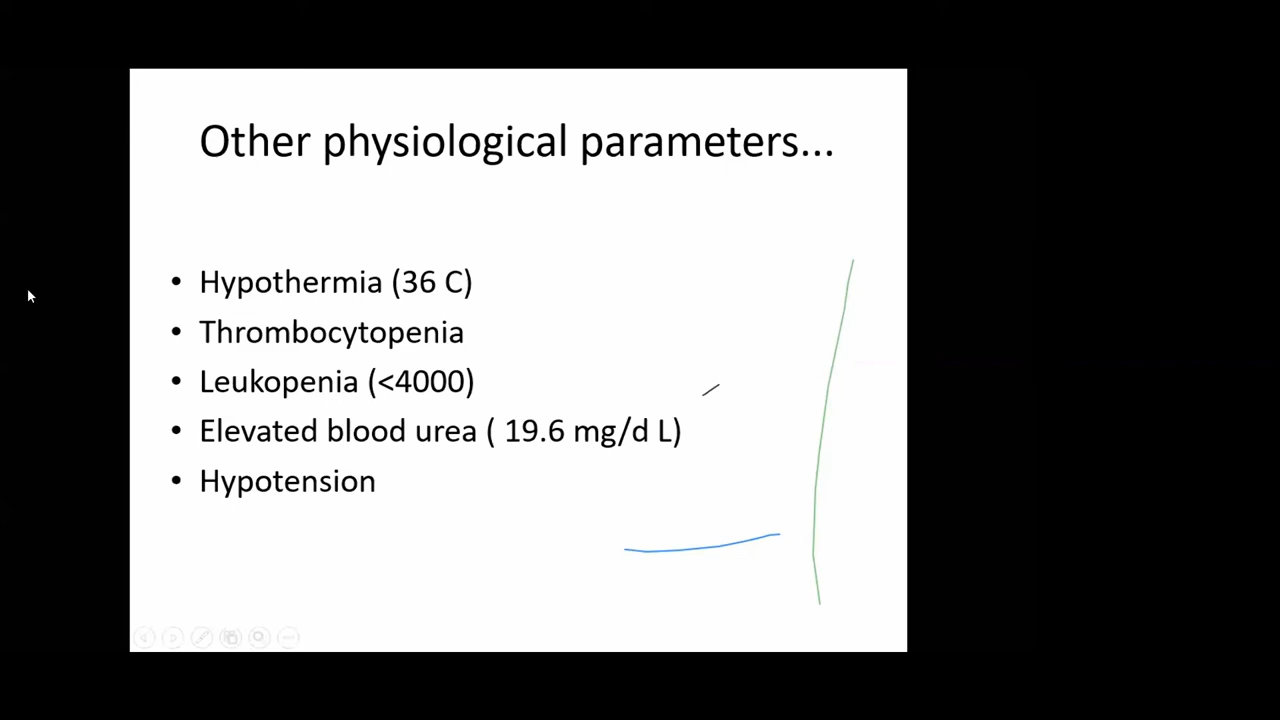 Other physiological parameters...
• Hypothermia (36 C)
• Thrombocytopenia
• Leukopenia (<4000)
• Elevated blood urea ( 19.6 mg/d L)
• Hypotension